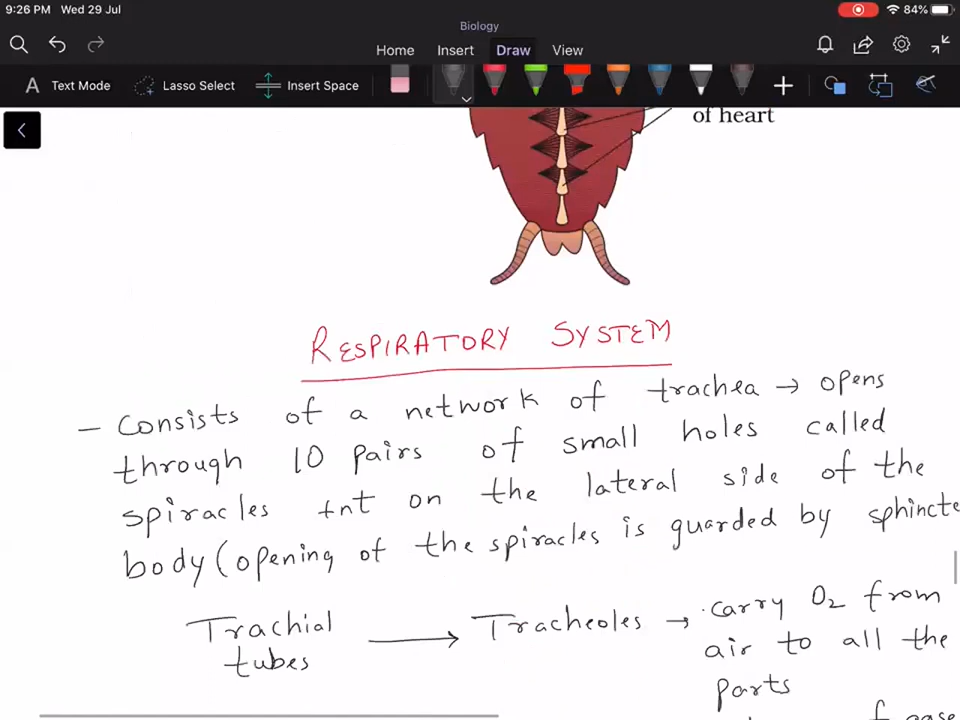 9:26 PM Wed 29 Jul
84%
Biology
Home Insert Draw View
Text Mode Lasso Select Insert Space
of heart
RESPIRATORY SYSTEM
- Consists of a network of trachea → opens
through 10 pairs of small holes called
spiracles +nt on the lateral side of the
body (opening of the spiracles is guarded by sphincte
Trachial → Tracheoles → carry O2 from
tubes
air to all the
parts